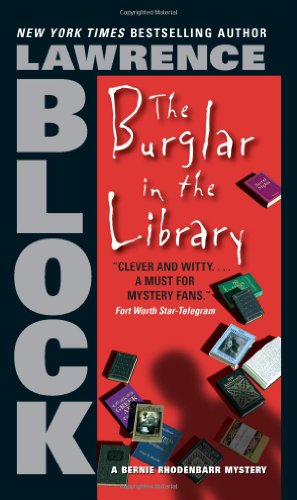 NEW YORK TIMES BESTSELLING AUTHOR
LAWRENCE
BLOCK
The
Burglar
in the
Library
"CLEVER AND WITTY....
A MUST FOR
MYSTERY FANS."
Fort Worth Star-Telegram
A BERNIE RHODENBARR MYSTERY